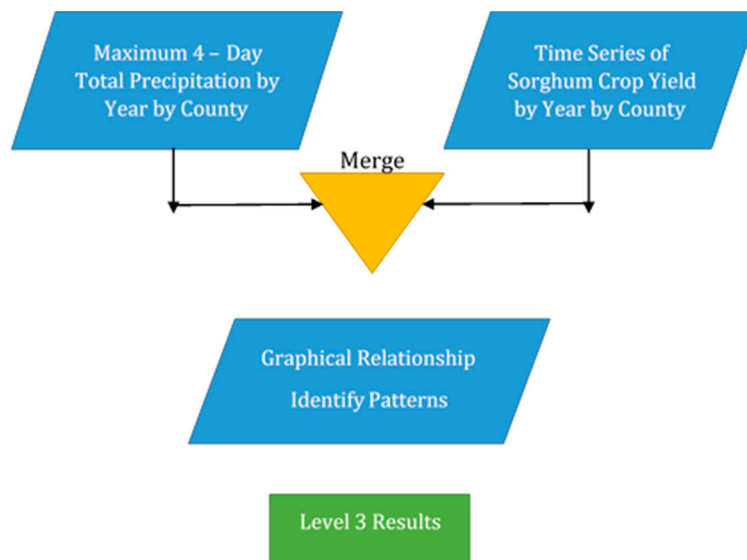 Maximum 4 – Day
Total Precipitation by
Year by County
Time Series of
Sorghum Crop Yield
by Year by County
Merge
Graphical Relationship
Identify Patterns
Level 3 Results